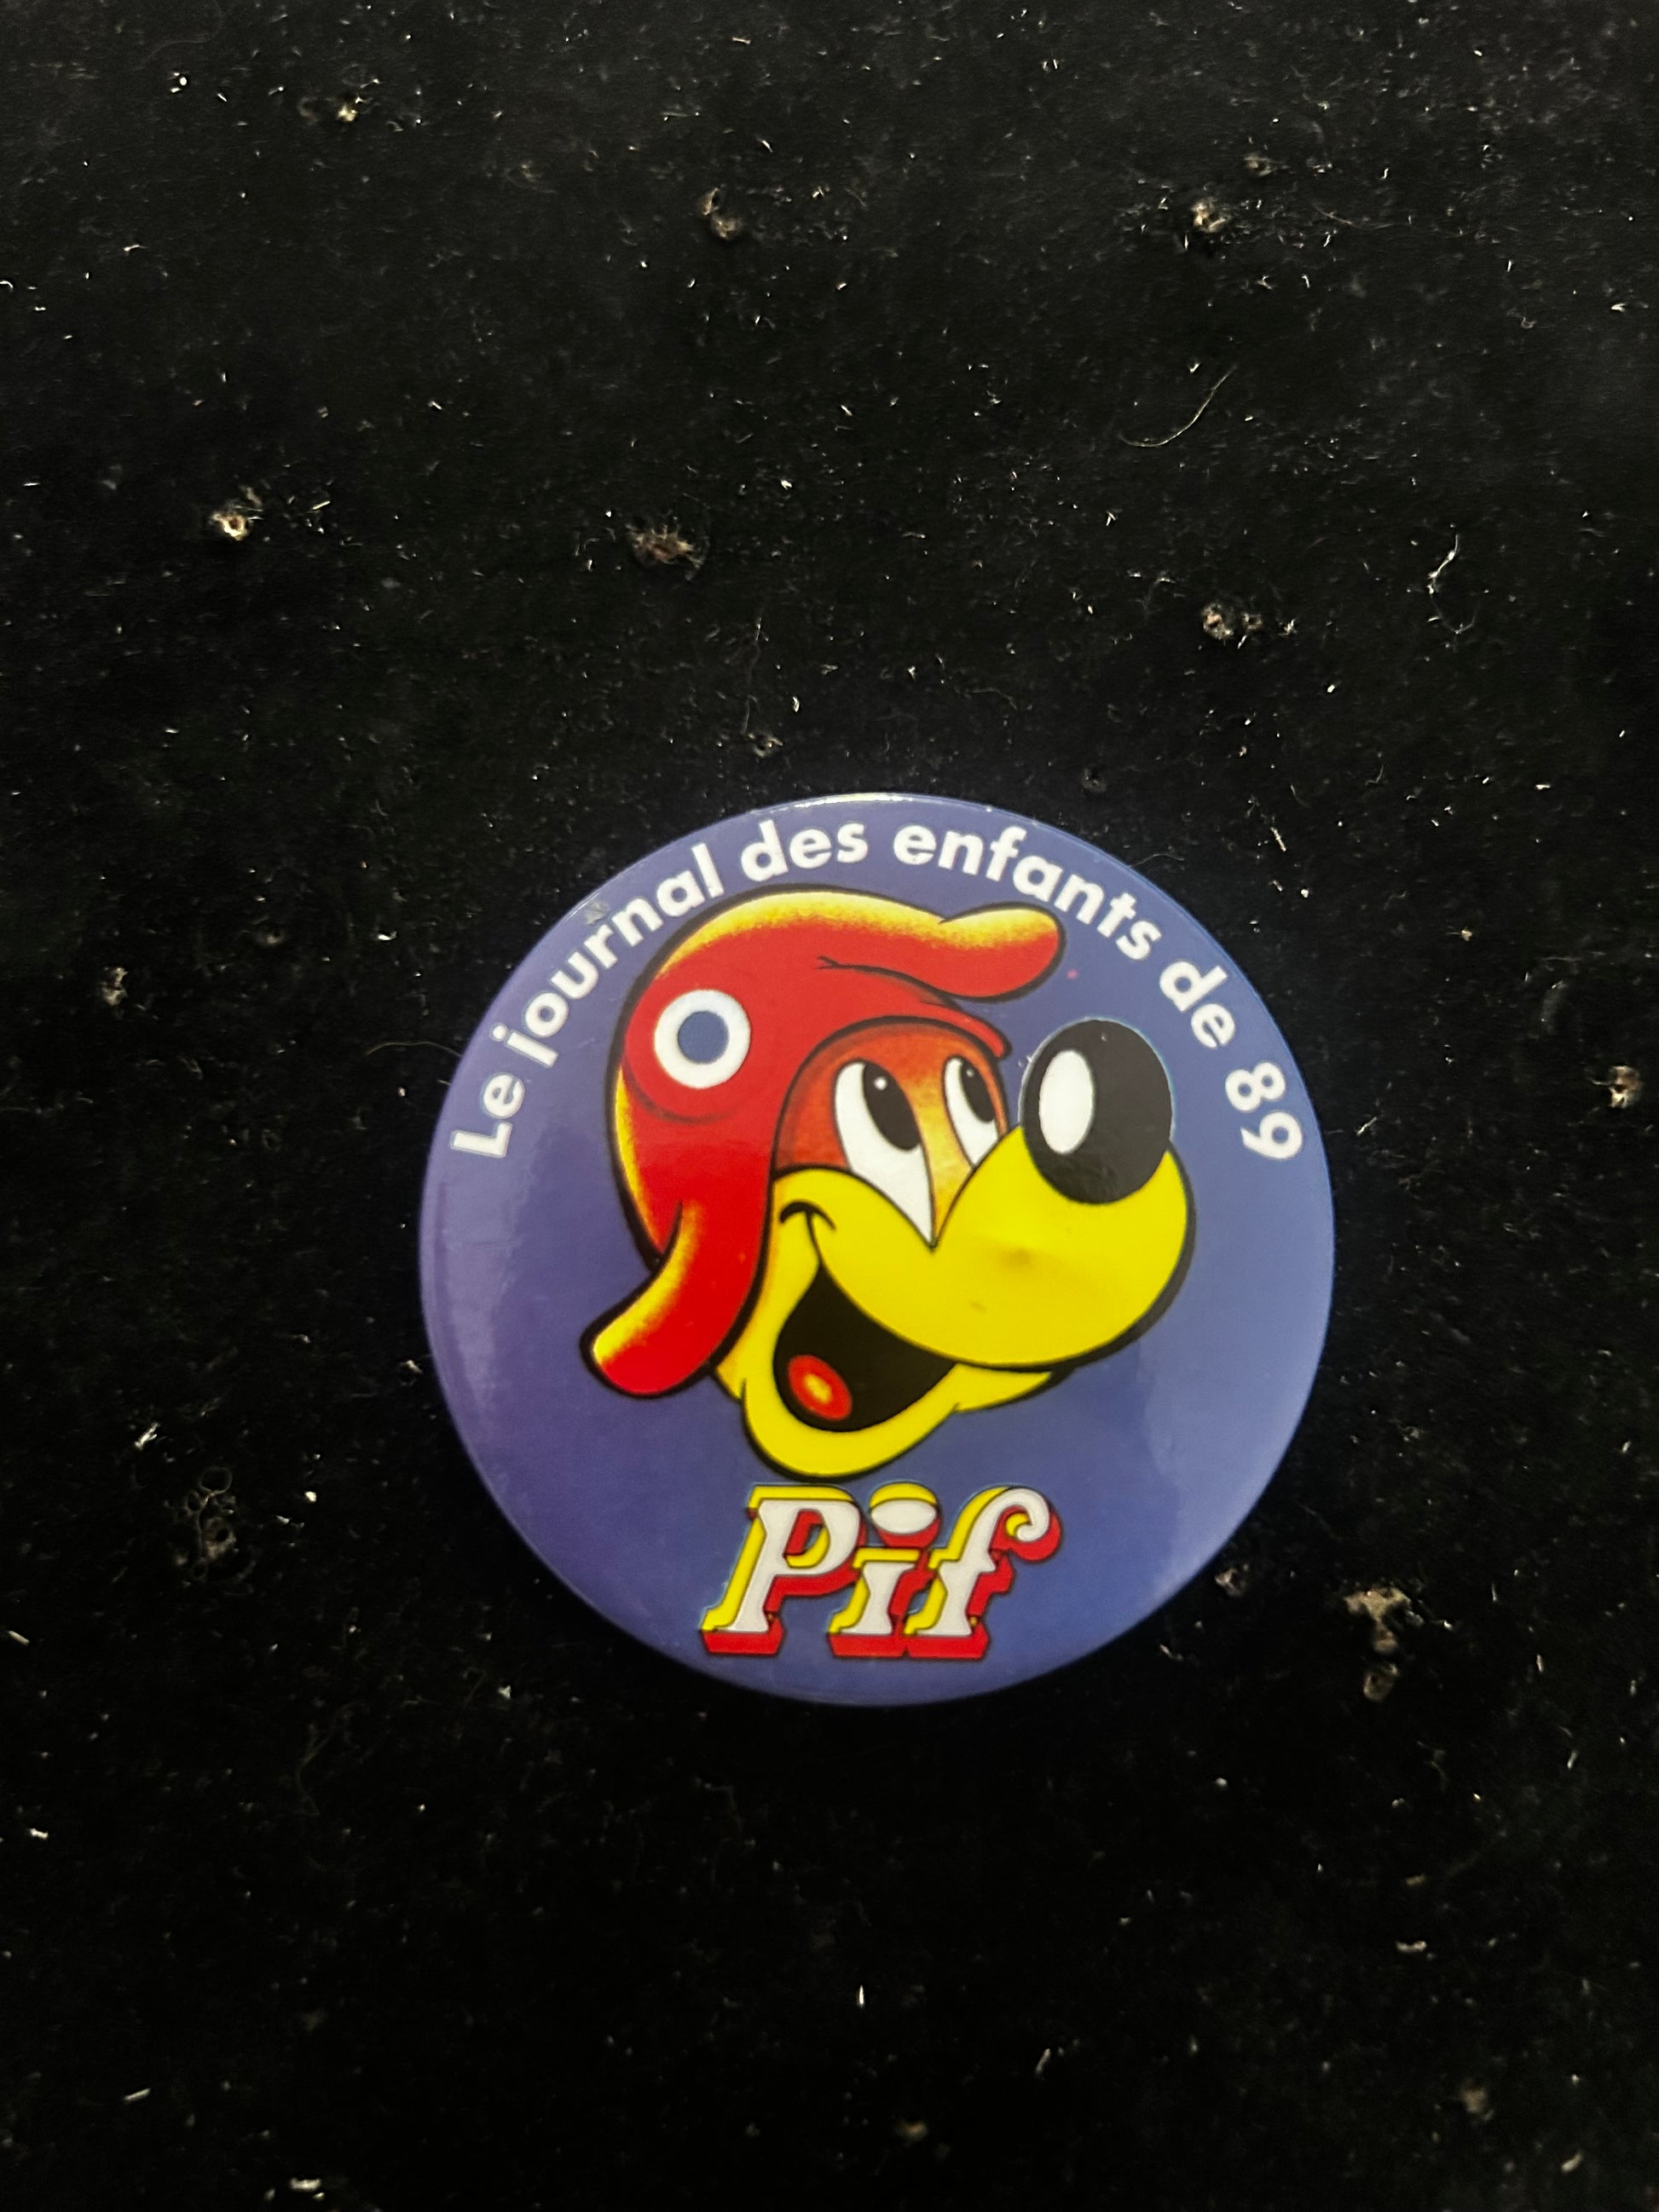 Le journal des enfants de 89
Pif